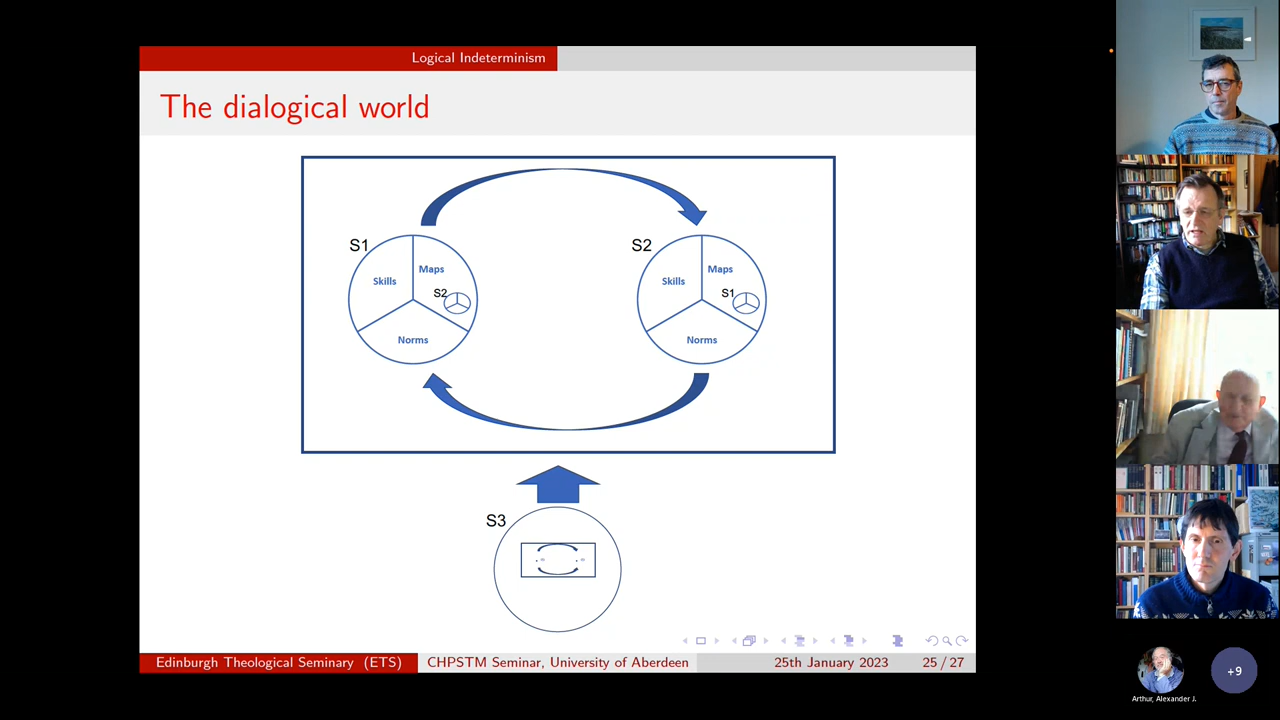 Logical Indeterminism
The dialogical world
S1
S2
Skills
Maps
S2
Norms
Skills
Maps
S1
Norms
S3
Edinburgh Theological Seminary (ETS)
CHPSTM Seminar, University of Aberdeen
25th January 2023
25 / 27
+9
Arthur, Alexander J.